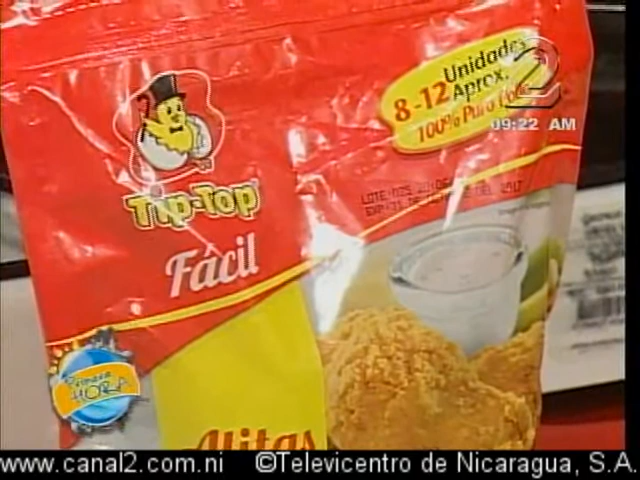 Unidades
8-12 Aprox.
100% Puro Pollo
2
09:22 AM
Tip-Top
Fácil
Primera
HORA
Alitas
www.canal2.com.ni ©Televicentro de Nicaragua, S.A.